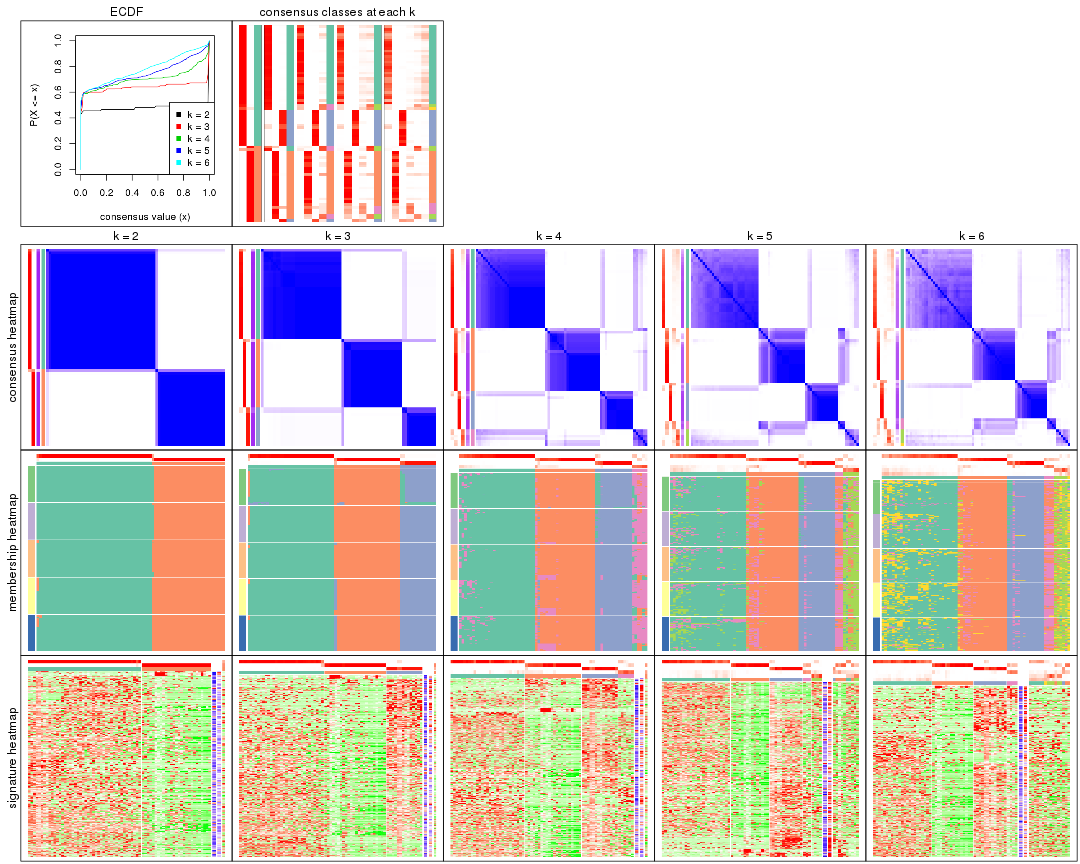 ECDF
consensus classes at each k
P(X <= x)
0.0 0.2 0.4 0.6 0.8 1.0
k = 2
k = 3
k = 4
k = 5
k = 6
0.0 0.2 0.4 0.6 0.8 1.0
consensus value (x)
k = 2
k = 3
k = 4
k = 5
k = 6
consensus heatmap
membership heatmap
signature heatmap